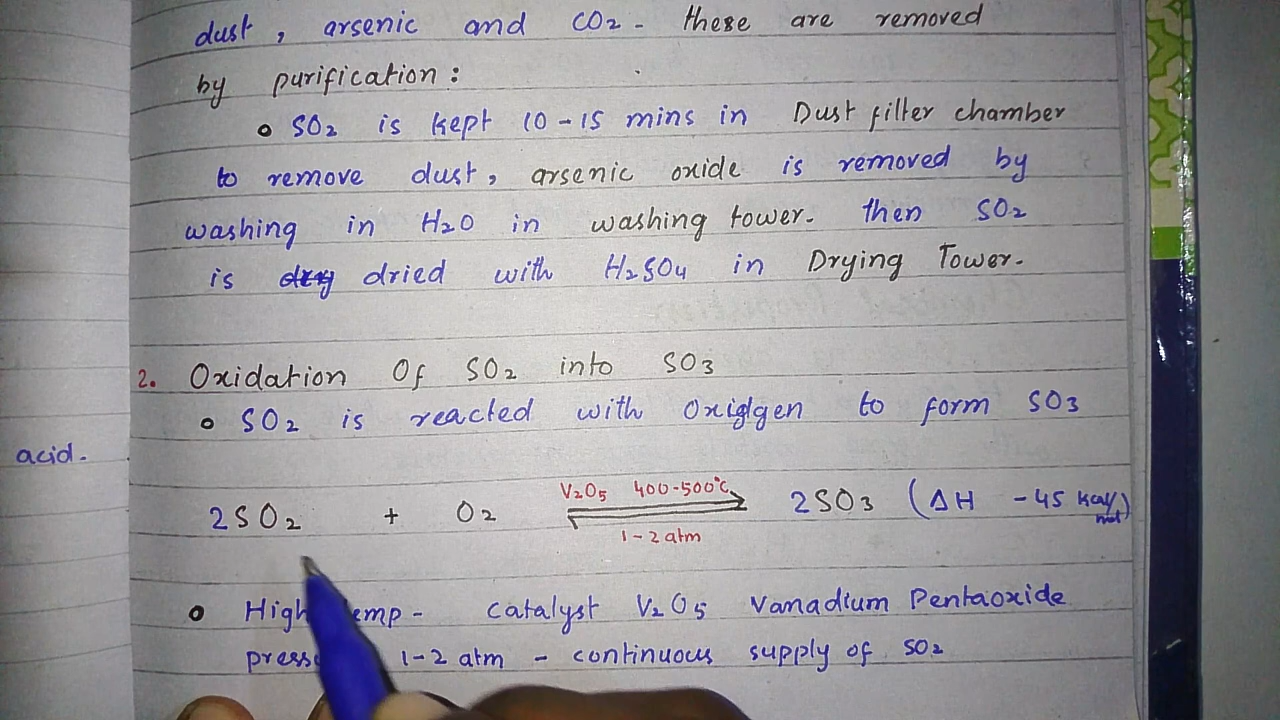 dust, arsenic and CO2. these are removed
by purification:
SO2 is kept 10-15 mins in Dust filter chamber
to remove dust, arsenic oxide is removed by
washing in H2O in washing tower. then SO2
is dried with H2SO4 in Drying Tower.
2. Oxidation Of SO2 into SO3
SO2 is reacted with Oxiggen to form SO3
acid.
V2O5 400-500°C
2SO2 + O2 ⇌ 2SO3 (ΔH -45 Kcal/mol)
1-2 atm
High emp - catalyst V2O5 Vanadium Pentaoxide
press 1-2 atm - continuous supply of SO2